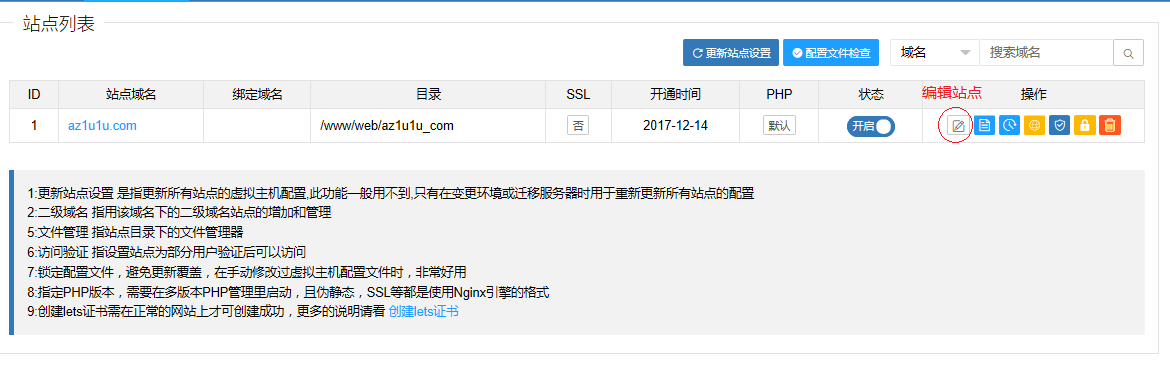 站点列表
更新站点设置 配置文件检查 域名 搜索域名
ID 站点域名 绑定域名 目录 SSL 开通时间 PHP 状态 编辑站点 操作
1 az1u1u.com /www/web/az1u1u_com 否 2017-12-14 默认 开启
1:更新站点设置 是指更新所有站点的虚拟主机配置,此功能一般用不到,只有在变更环境或迁移服务器时用于重新更新所有站点的配置
2:二级域名 指用该域名下的二级域名站点的增加和管理
5:文件管理 指站点目录下的文件管理器
6:访问验证 指设置站点为部分用户验证后可以访问
7:锁定配置文件，避免更新覆盖，在手动修改过虚拟主机配置文件时，非常好用
8:指定PHP版本，需要在多版本PHP管理里启动，且伪静态，SSL等都是使用Nginx引擎的格式
9:创建lets证书需在正常的网站上才可创建成功，更多的说明请看 创建lets证书